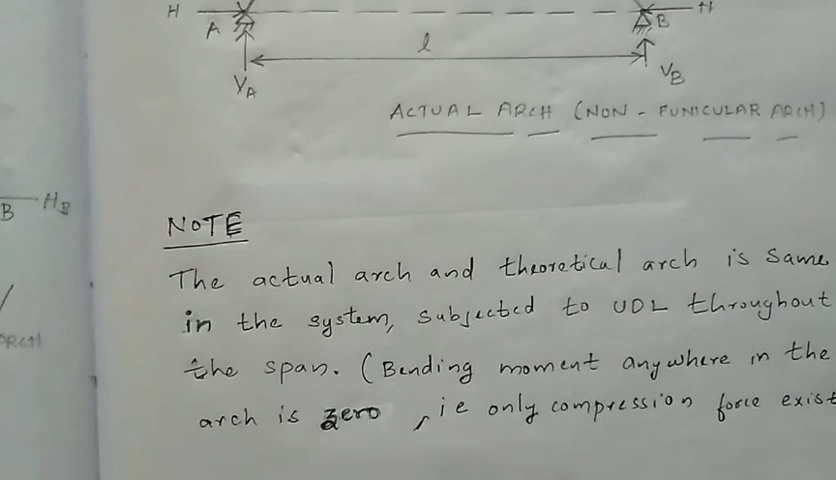 H
H
A
B
l
VA
VB
ACTUAL ARCH (NON - FUNICULAR ARCH)
B HB
ARCH
NOTE
The actual arch and theoretical arch is same
in the system, subjected to UDL throughout
the span. (Bending moment anywhere in the
arch is zero, ie only compression force exist